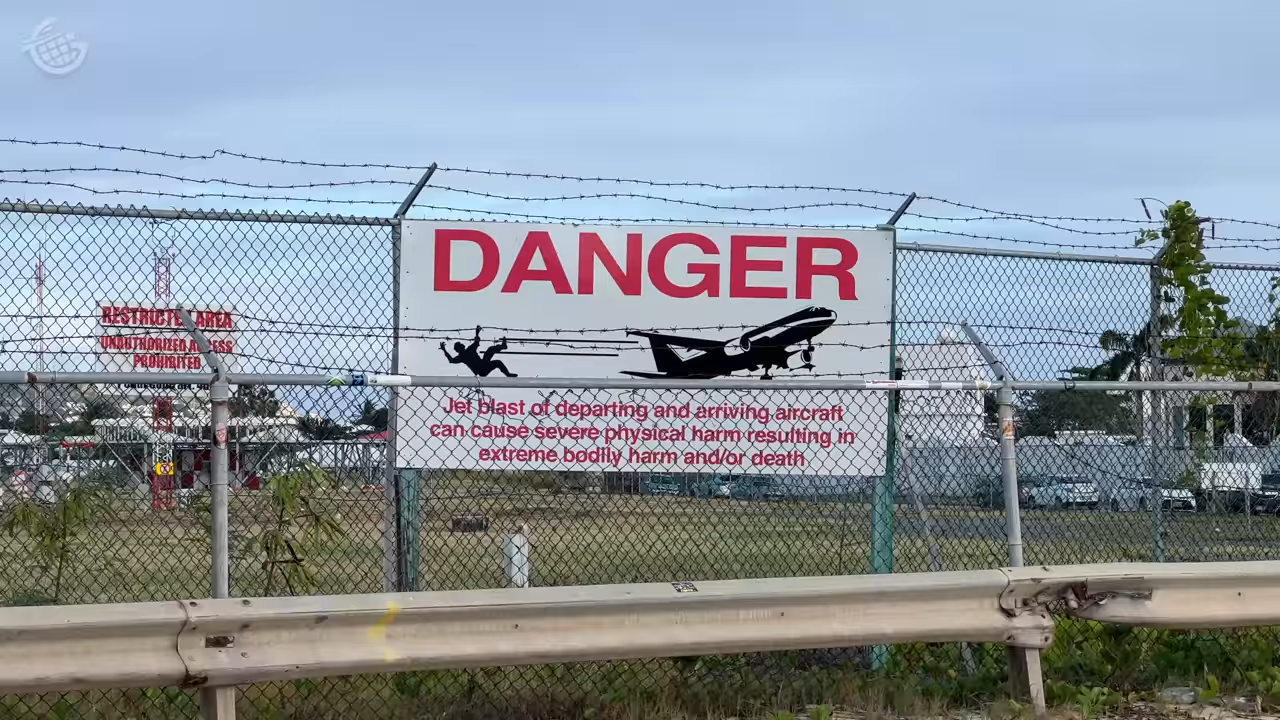 DANGER
RESTRICTED AREA
UNAUTHORIZED ACCESS
PROHIBITED
Jet blast of departing and arriving aircraft
can cause severe physical harm resulting in
extreme bodily harm and/or death